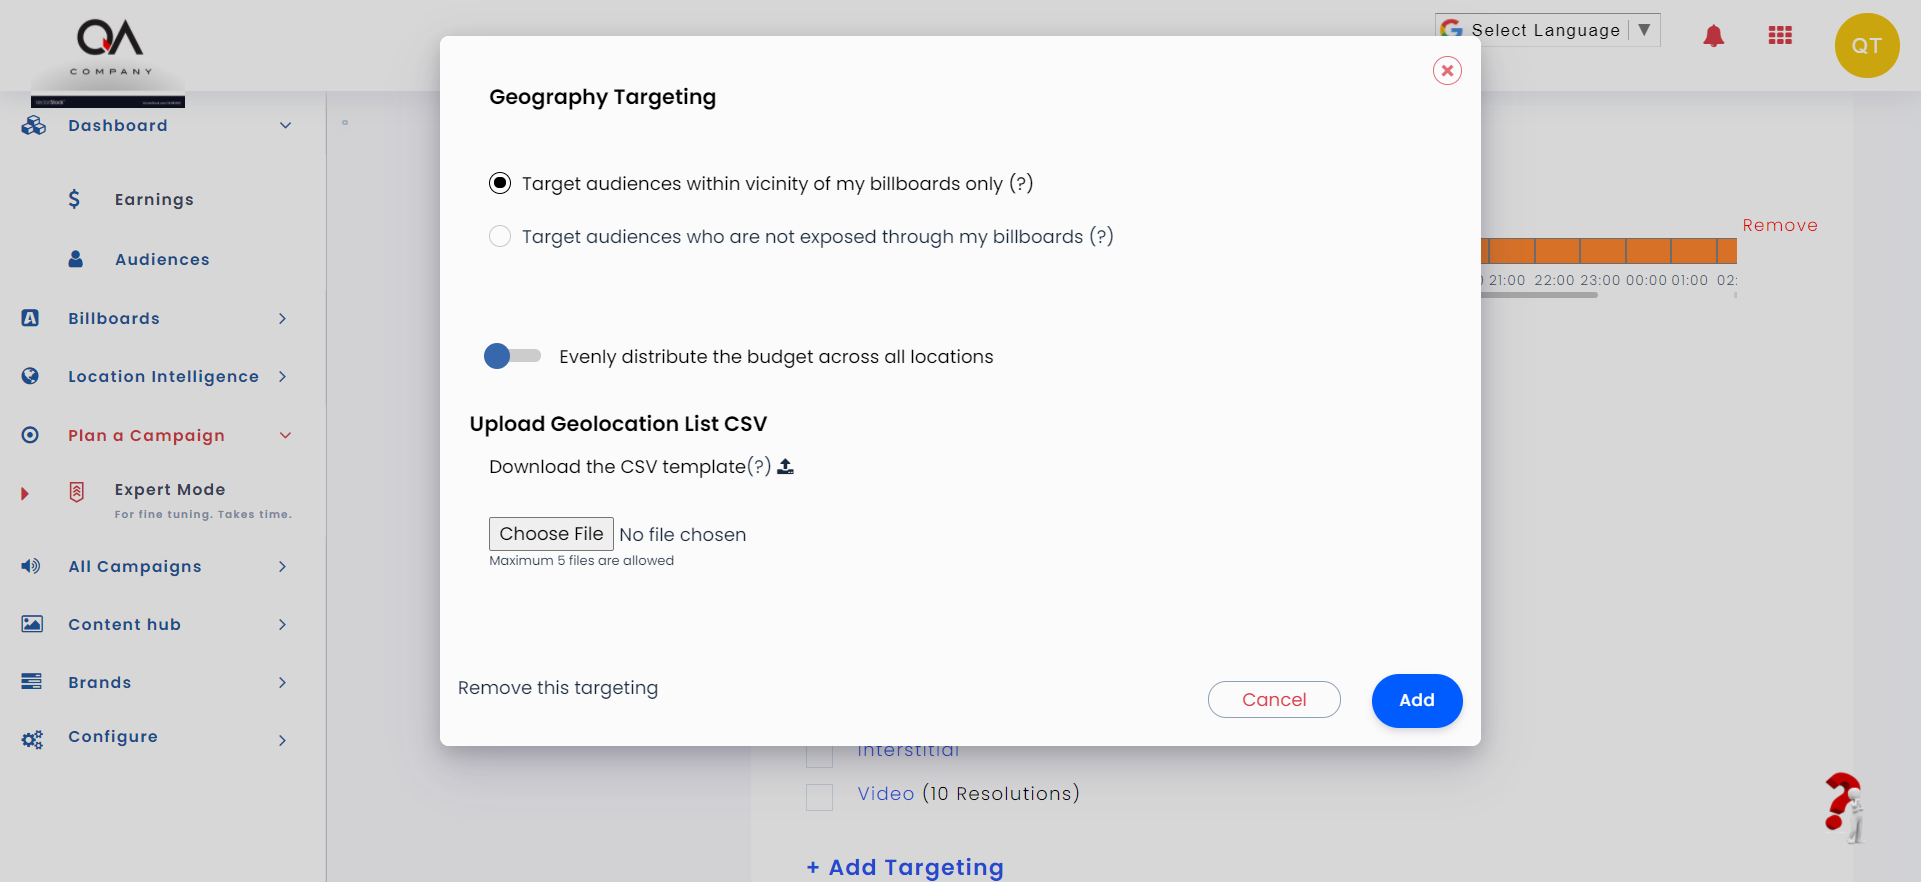 QA
COMPANY
Select Language
QT
Geography Targeting
Dashboard
Target audiences within vicinity of my billboards only (?)
Earnings
Remove
Target audiences who are not exposed through my billboards (?)
Audiences
21:00 22:00 23:00 00:00 01:00 02:
Billboards
Evenly distribute the budget across all locations
Location Intelligence
Upload Geolocation List CSV
Plan a Campaign
Download the CSV template(?)
Expert Mode
For fine tuning. Takes time.
Choose File No file chosen
Maximum 5 files are allowed
All Campaigns
Content hub
Brands
Remove this targeting
Cancel
Add
Configure
Interstitial
Video (10 Resolutions)
+ Add Targeting